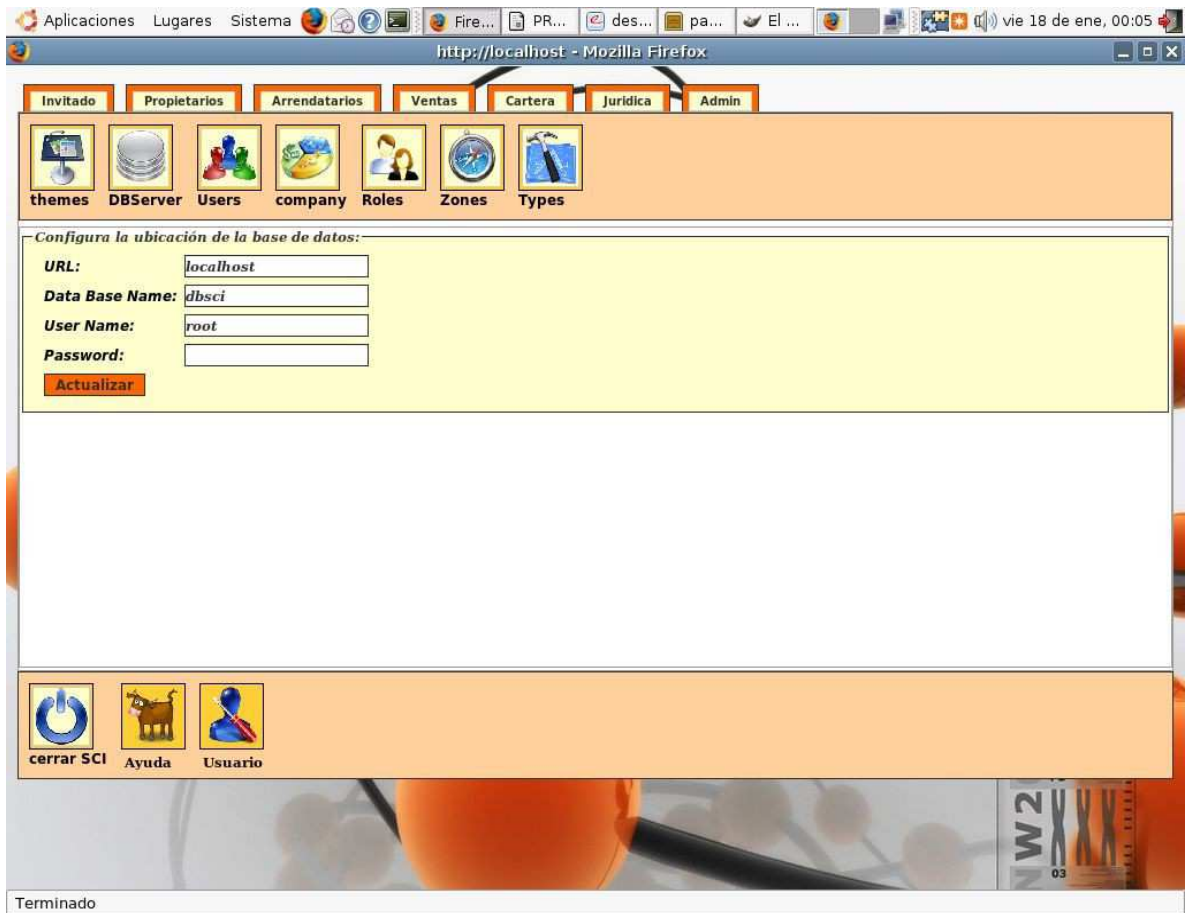 Aplicaciones Lugares Sistema Fire... PR... des... pa... El ... vie 18 de ene, 00:05
http://localhost - Mozilla Firefox
Invitado Propietarios Arrendatarios Ventas Cartera Juridica Admin
themes DBServer Users company Roles Zones Types
Configura la ubicación de la base de datos:
URL: localhost
Data Base Name: dbsci
User Name: root
Password:
Actualizar
cerrar SCI Ayuda Usuario
03
Terminado